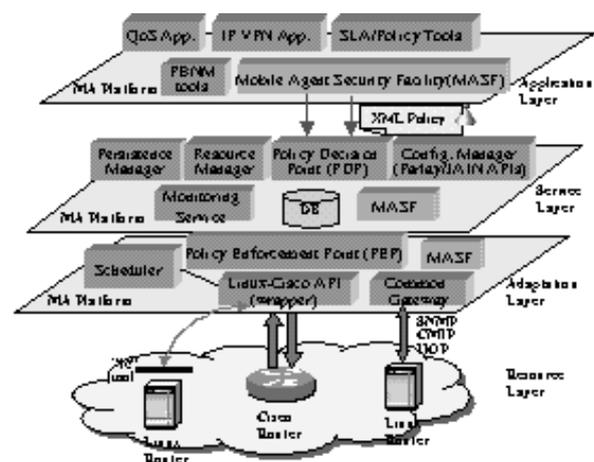 QoS App.
IP VPN App.
SLA/Policy Tools
PBNM
tools
Mobile Agent Security Facility(MASF)
MA Platform
Application
Layer
XML Policy
Persistence
Manager
Resource
Manager
Policy Decision
Point (PDP)
Config. Manager
(Parlay/JAIN APIs)
Monitoring
Service
DB
MASF
MA Platform
Service
Layer
Policy Enforcement Point (PEP)
MASF
Scheduler
Linux-Cisco API
(wrapper)
Common
Gateway
MA Platform
Adaptation
Layer
SNMP
CMIP
IIOP
tool
Resource
Layer
Cisco
Router
Linux
Router
Router